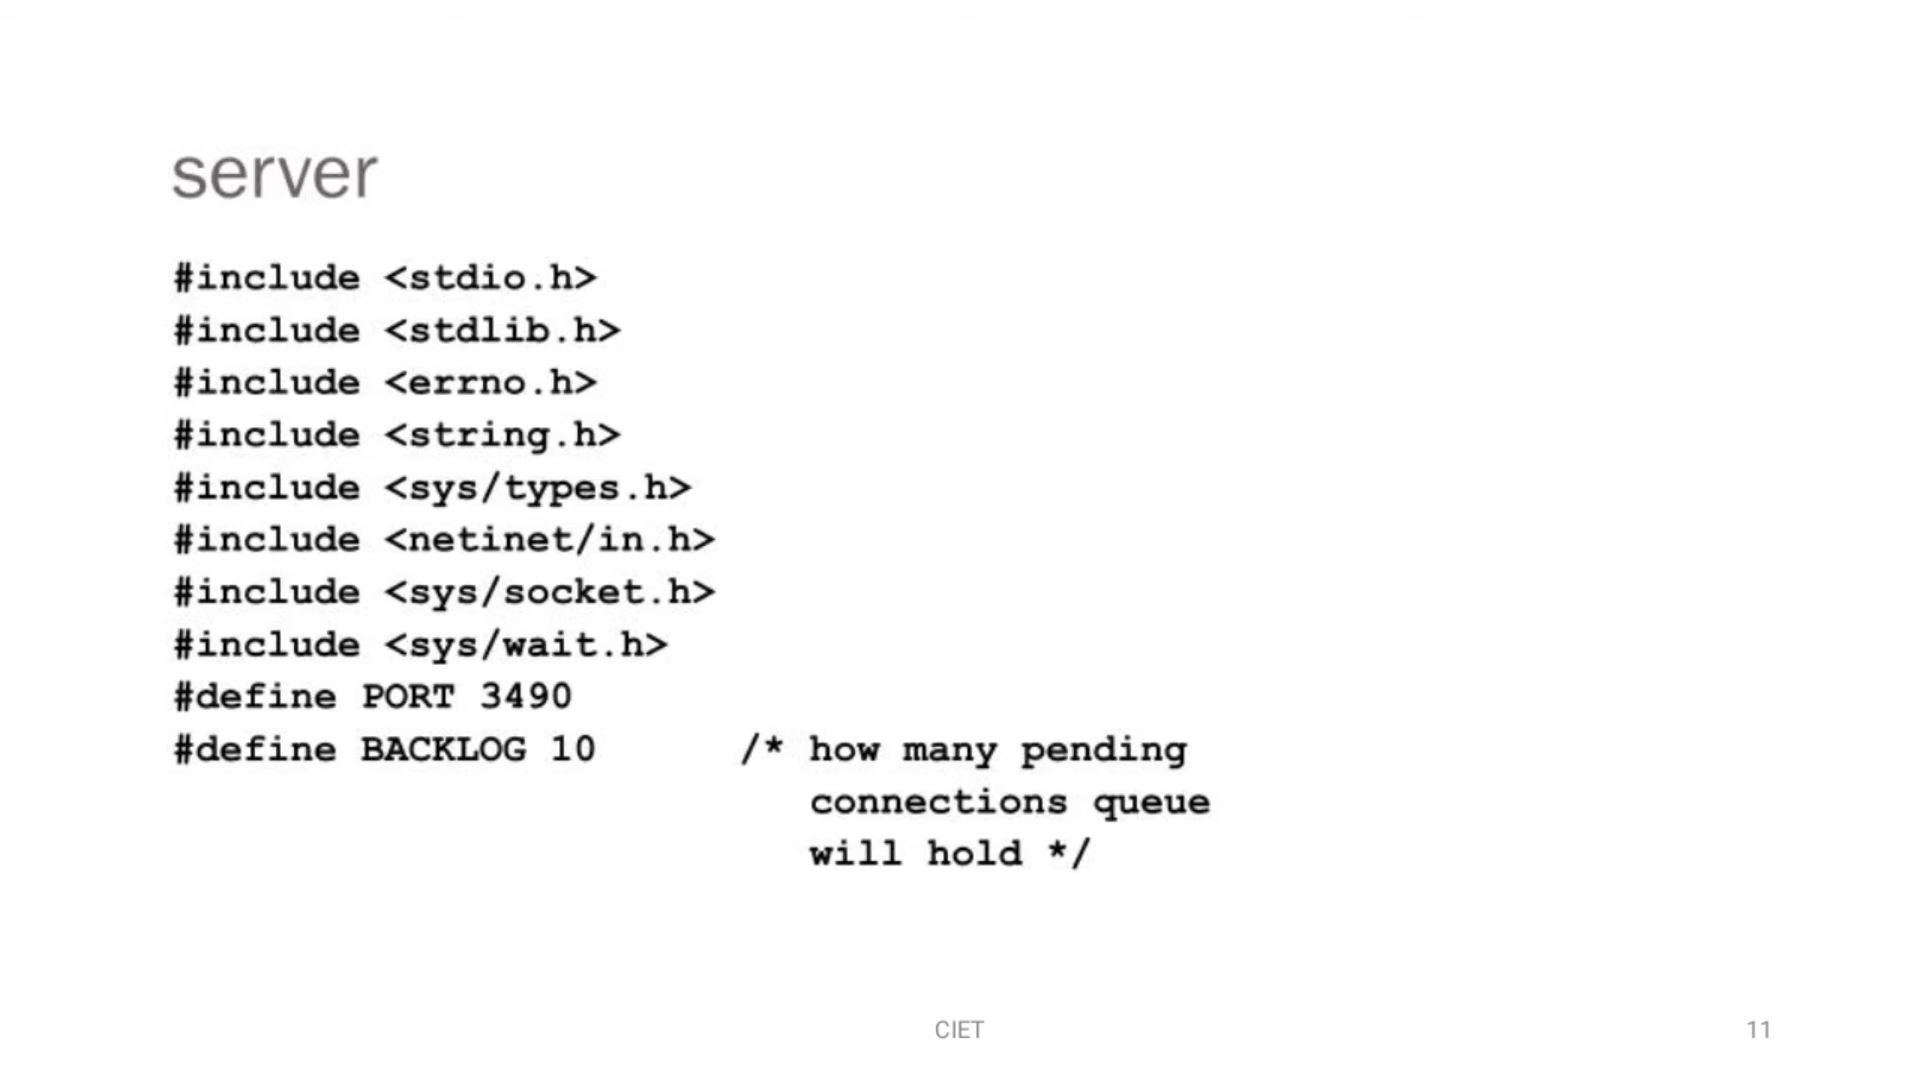 server
#include <stdio.h>
#include <stdlib.h>
#include <errno.h>
#include <string.h>
#include <sys/types.h>
#include <netinet/in.h>
#include <sys/socket.h>
#include <sys/wait.h>
#define PORT 3490
#define BACKLOG 10 /* how many pending
connections queue
will hold */
CIET 11